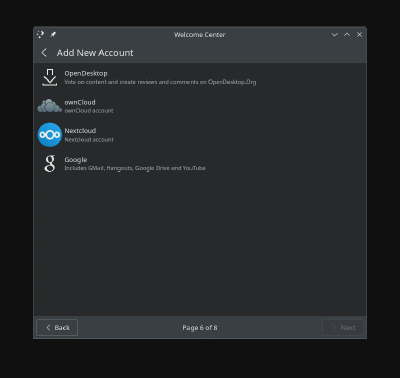 Welcome Center
Add New Account
OpenDesktop
Vote on content and create reviews and comments on OpenDesktop.Org
ownCloud
ownCloud account
Nextcloud
Nextcloud account
Google
Includes GMail, Hangouts, Google Drive and YouTube
Back
Page 6 of 8
Next